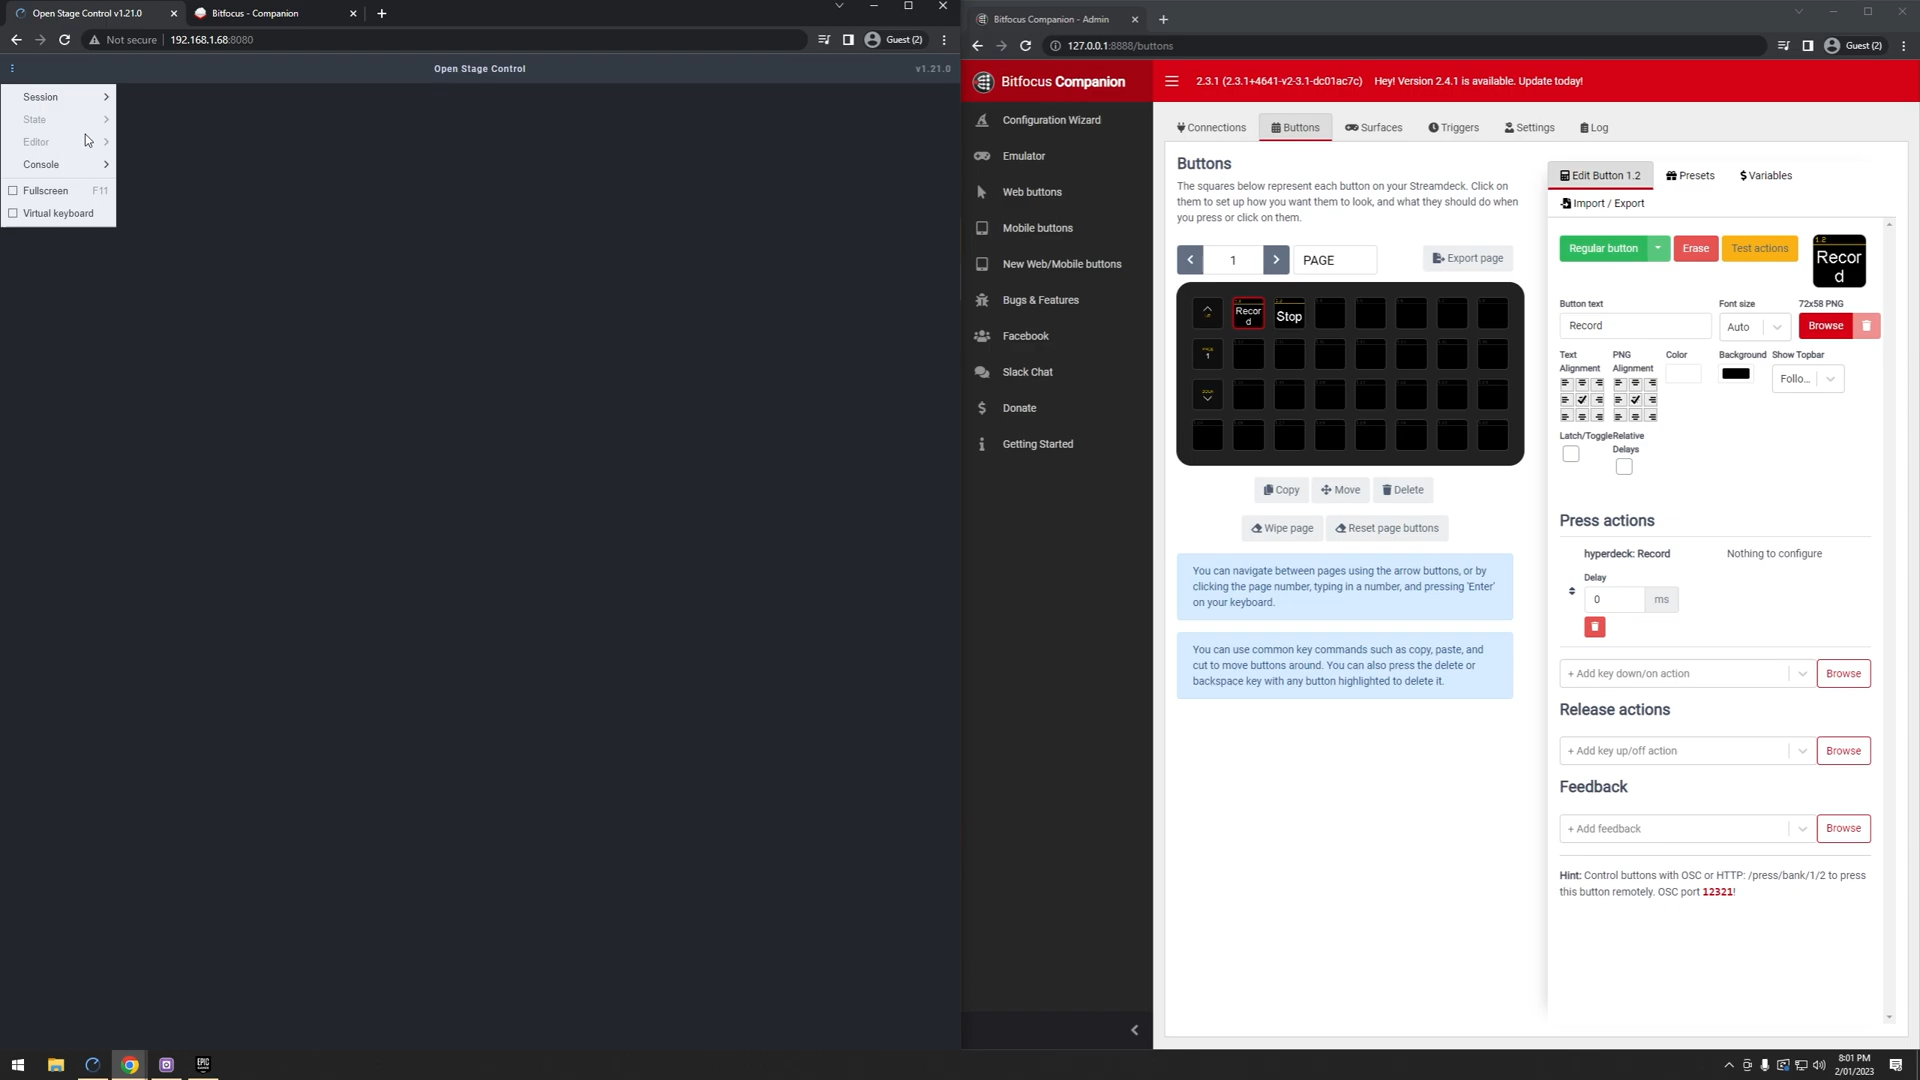 Open Stage Control v1.21.0
Bitfocus - Companion
Not secure
192.168.1.68:8080
Guest (2)
Open Stage Control
v1.21.0
Session
State
Editor
Console
Fullscreen F11
Virtual keyboard
Bitfocus Companion - Admin
127.0.0.1:8888/buttons
Guest (2)
Bitfocus Companion
2.3.1 (2.3.1+4641-v2-3.1-dc01ac7c) Hey! Version 2.4.1 is available. Update today!
Configuration Wizard
Emulator
Web buttons
Mobile buttons
New Web/Mobile buttons
Bugs & Features
Facebook
Slack Chat
Donate
Getting Started
Connections
Buttons
Surfaces
Triggers
Settings
Log
Buttons
The squares below represent each button on your Streamdeck. Click on
them to set up how you want them to look, and what they should do when
you press or click on them.
1
PAGE
Export page
Recor
d
Stop
1
Copy
Move
Delete
Wipe page
Reset page buttons
You can navigate between pages using the arrow buttons, or by
clicking the page number, typing in a number, and pressing 'Enter'
on your keyboard.
You can use common key commands such as copy, paste, and
cut to move buttons around. You can also press the delete or
backspace key with any button highlighted to delete it.
Edit Button 1.2
Presets
$Variables
Import / Export
Regular button
Erase
Test actions
1.2
Recor
d
Button text
Font size
72x58 PNG
Record
Auto
Browse
Text
Alignment
PNG
Alignment
Color
Background
Show Topbar
Follo...
Latch/Toggle
Relative
Delays
Press actions
hyperdeck: Record
Nothing to configure
Delay
0
ms
+ Add key down/on action
Browse
Release actions
+ Add key up/off action
Browse
Feedback
+ Add feedback
Browse
Hint: Control buttons with OSC or HTTP: /press/bank/1/2 to press
this button remotely. OSC port 12321!
EPIC
8:01 PM
2/01/2023